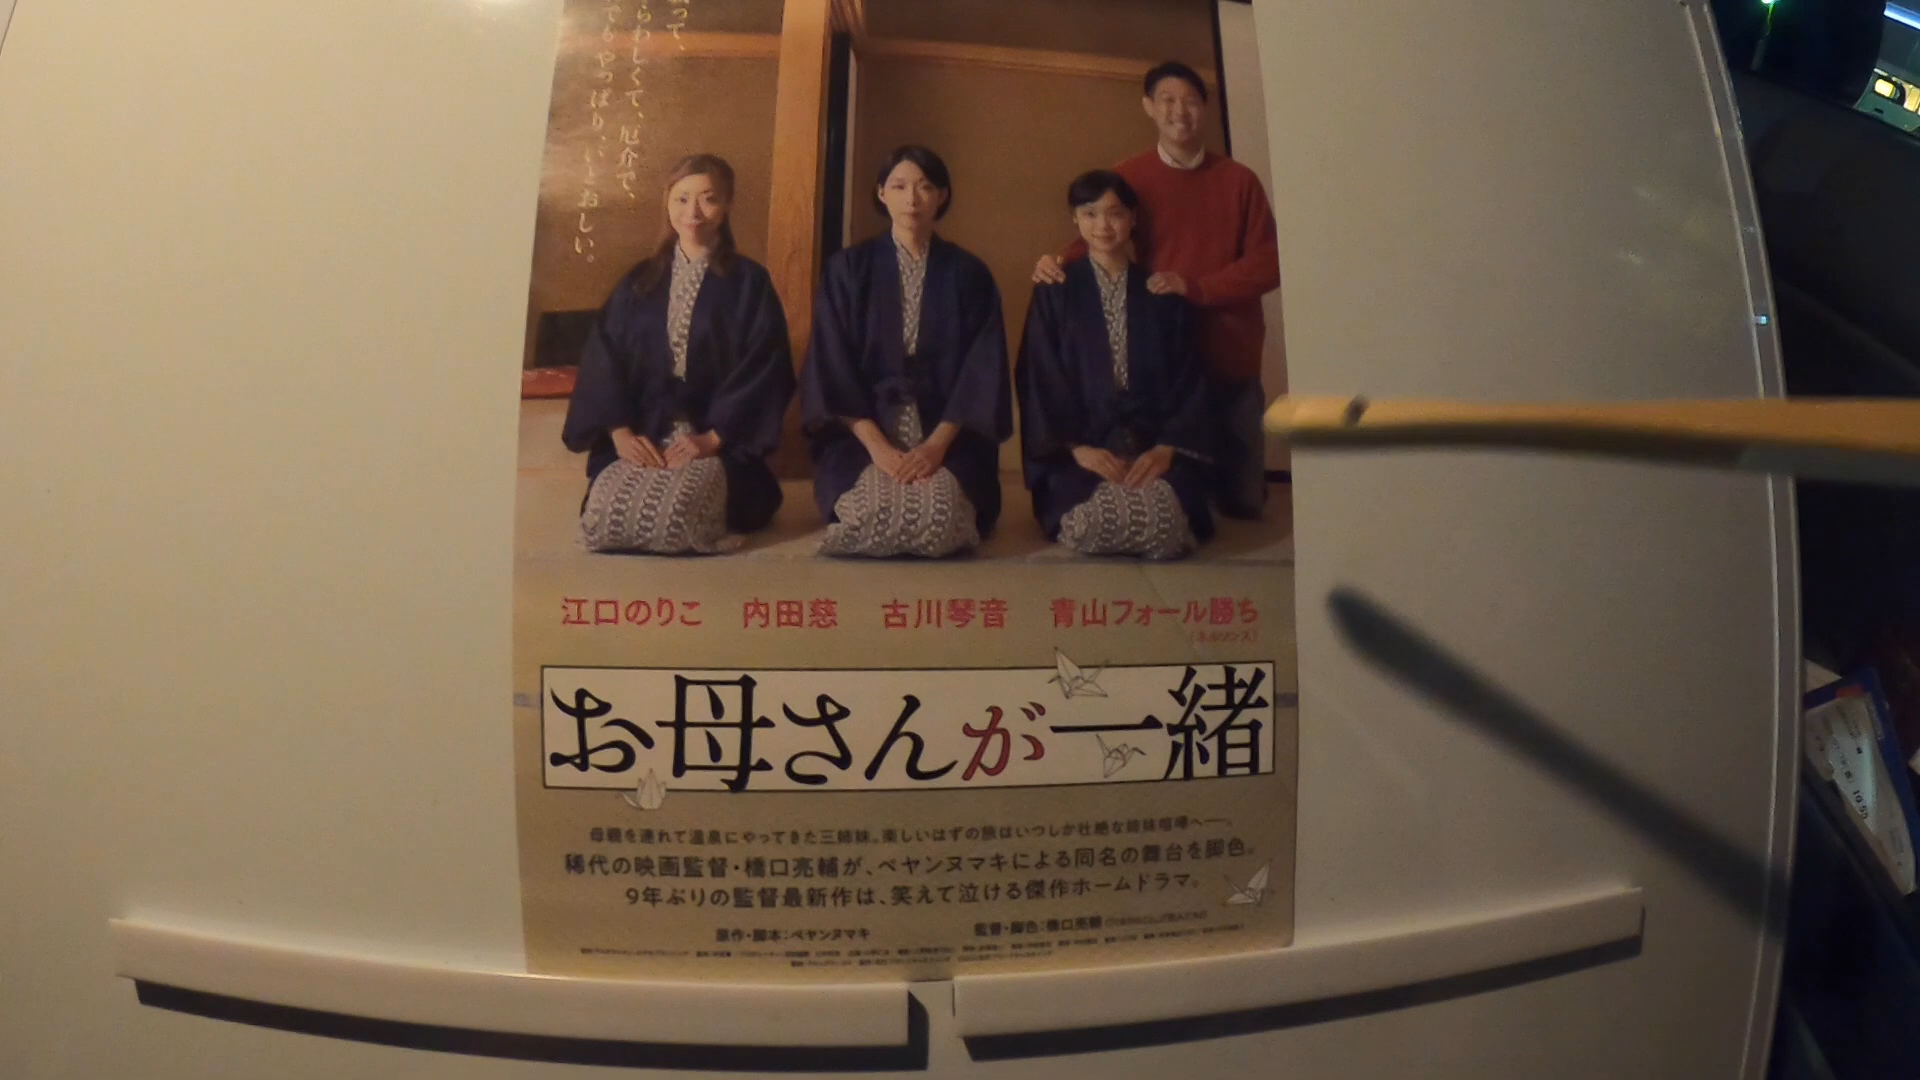 って、
らわしくて、厄介で、
でもやっぱり、いとおしい。
江口のりこ 内田慈 古川琴音 青山フォール勝ち
(ネルソンズ)
お母さんが一緒
母親を連れて温泉にやってきた三姉妹。楽しいはずの旅はいつしか壮絶な姉妹喧嘩へ──。
稀代の映画監督・橋口亮輔が、ペヤンヌマキによる同名の舞台を脚色。
9年ぶりの監督最新作は、笑えて泣ける傑作ホームドラマ。
原作・脚本:ペヤンヌマキ 監督・脚色:橋口亮輔